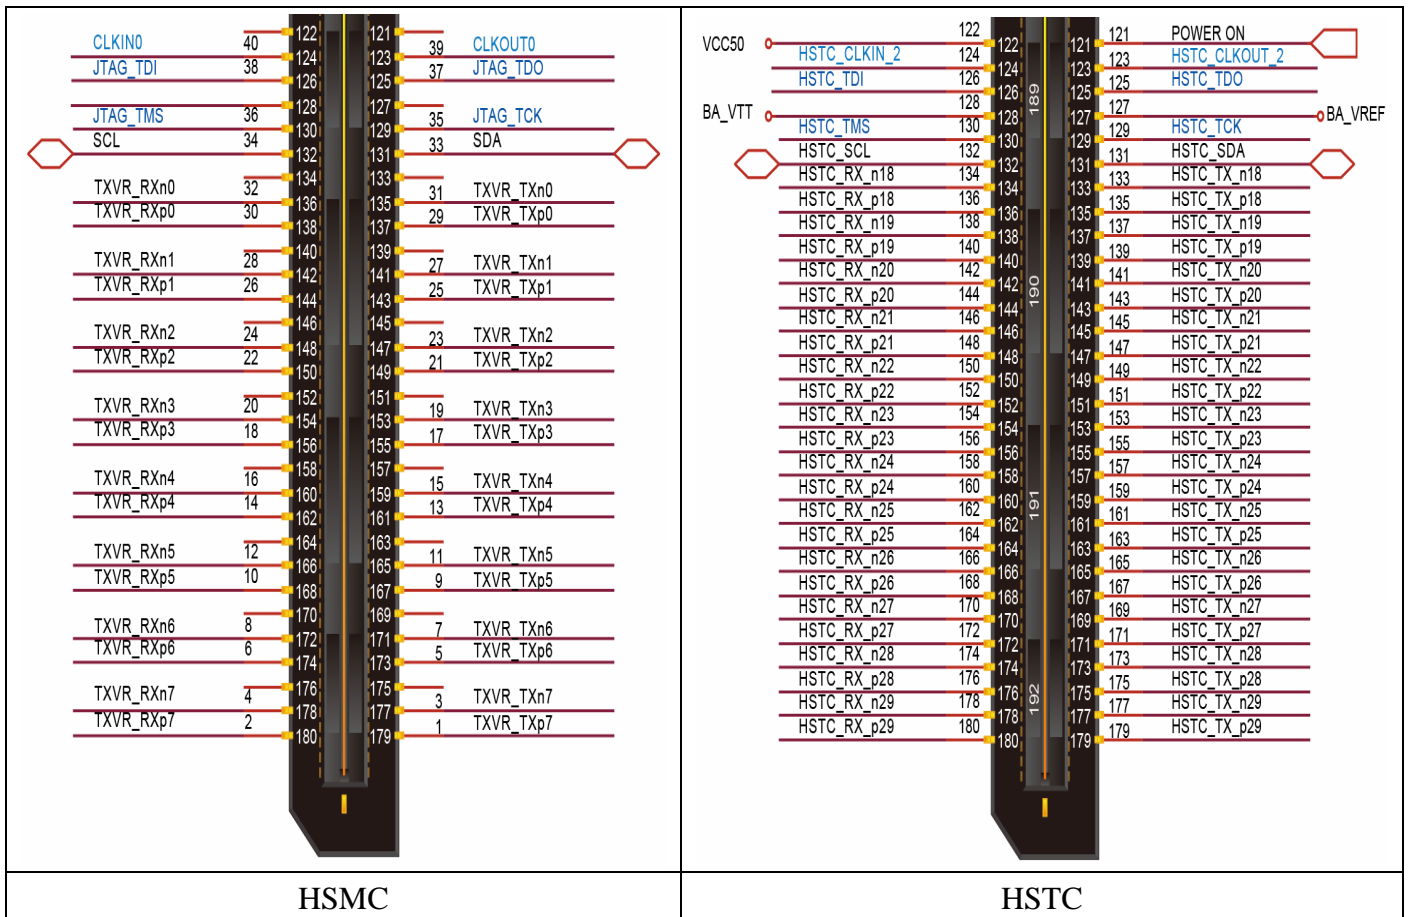 122 121
CLKIN0 40 124 123 39 CLKOUT0
JTAG_TDI 38 126 125 37 JTAG_TDO
128 127
JTAG_TMS 36 130 129 35 JTAG_TCK
SCL 34 132 131 33 SDA
134 133
TXVR_RXn0 32 136 135 31 TXVR_TXn0
TXVR_RXp0 30 138 137 29 TXVR_TXp0
140 139
TXVR_RXn1 28 142 141 27 TXVR_TXn1
TXVR_RXp1 26 144 143 25 TXVR_TXp1
146 145
TXVR_RXn2 24 148 147 23 TXVR_TXn2
TXVR_RXp2 22 150 149 21 TXVR_TXp2
152 151
TXVR_RXn3 20 154 153 19 TXVR_TXn3
TXVR_RXp3 18 156 155 17 TXVR_TXp3
158 157
TXVR_RXn4 16 160 159 15 TXVR_TXn4
TXVR_RXp4 14 162 161 13 TXVR_TXp4
164 163
TXVR_RXn5 12 166 165 11 TXVR_TXn5
TXVR_RXp5 10 168 167 9 TXVR_TXp5
170 169
TXVR_RXn6 8 172 171 7 TXVR_TXn6
TXVR_RXp6 6 174 173 5 TXVR_TXp6
176 175
TXVR_RXn7 4 178 177 3 TXVR_TXn7
TXVR_RXp7 2 180 179 1 TXVR_TXp7
HSMC
VCC50 122 122 121 121 POWER ON
HSTC_CLKIN_2 124 124 123 123 HSTC_CLKOUT_2
HSTC_TDI 126 126 125 125 HSTC_TDO
189
BA_VTT 128 128 127 127 BA_VREF
HSTC_TMS 130 130 129 129 HSTC_TCK
HSTC_SCL 132 132 131 131 HSTC_SDA
HSTC_RX_n18 134 134 133 133 HSTC_TX_n18
HSTC_RX_p18 136 136 135 135 HSTC_TX_p18
HSTC_RX_n19 138 138 137 137 HSTC_TX_n19
HSTC_RX_p19 140 140 139 139 HSTC_TX_p19
HSTC_RX_n20 142 142 141 141 HSTC_TX_n20
190
HSTC_RX_p20 144 144 143 143 HSTC_TX_p20
HSTC_RX_n21 146 146 145 145 HSTC_TX_n21
HSTC_RX_p21 148 148 147 147 HSTC_TX_p21
HSTC_RX_n22 150 150 149 149 HSTC_TX_n22
HSTC_RX_p22 152 152 151 151 HSTC_TX_p22
HSTC_RX_n23 154 154 153 153 HSTC_TX_n23
HSTC_RX_p23 156 156 155 155 HSTC_TX_p23
HSTC_RX_n24 158 158 157 157 HSTC_TX_n24
HSTC_RX_p24 160 160 159 159 HSTC_TX_p24
191
HSTC_RX_n25 162 162 161 161 HSTC_TX_n25
HSTC_RX_p25 164 164 163 163 HSTC_TX_p25
HSTC_RX_n26 166 166 165 165 HSTC_TX_n26
HSTC_RX_p26 168 168 167 167 HSTC_TX_p26
HSTC_RX_n27 170 170 169 169 HSTC_TX_n27
HSTC_RX_p27 172 172 171 171 HSTC_TX_p27
HSTC_RX_n28 174 174 173 173 HSTC_TX_n28
HSTC_RX_p28 176 176 175 175 HSTC_TX_p28
192
HSTC_RX_n29 178 178 177 177 HSTC_TX_n29
HSTC_RX_p29 180 180 179 179 HSTC_TX_p29
HSTC